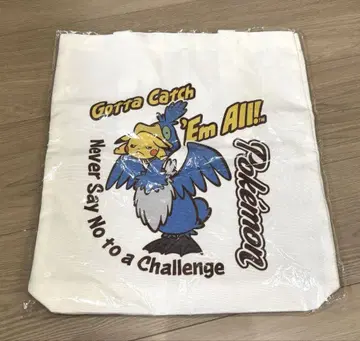 Gotta Catch
'Em All!™
Pokémon
Never Say No to a Challenge